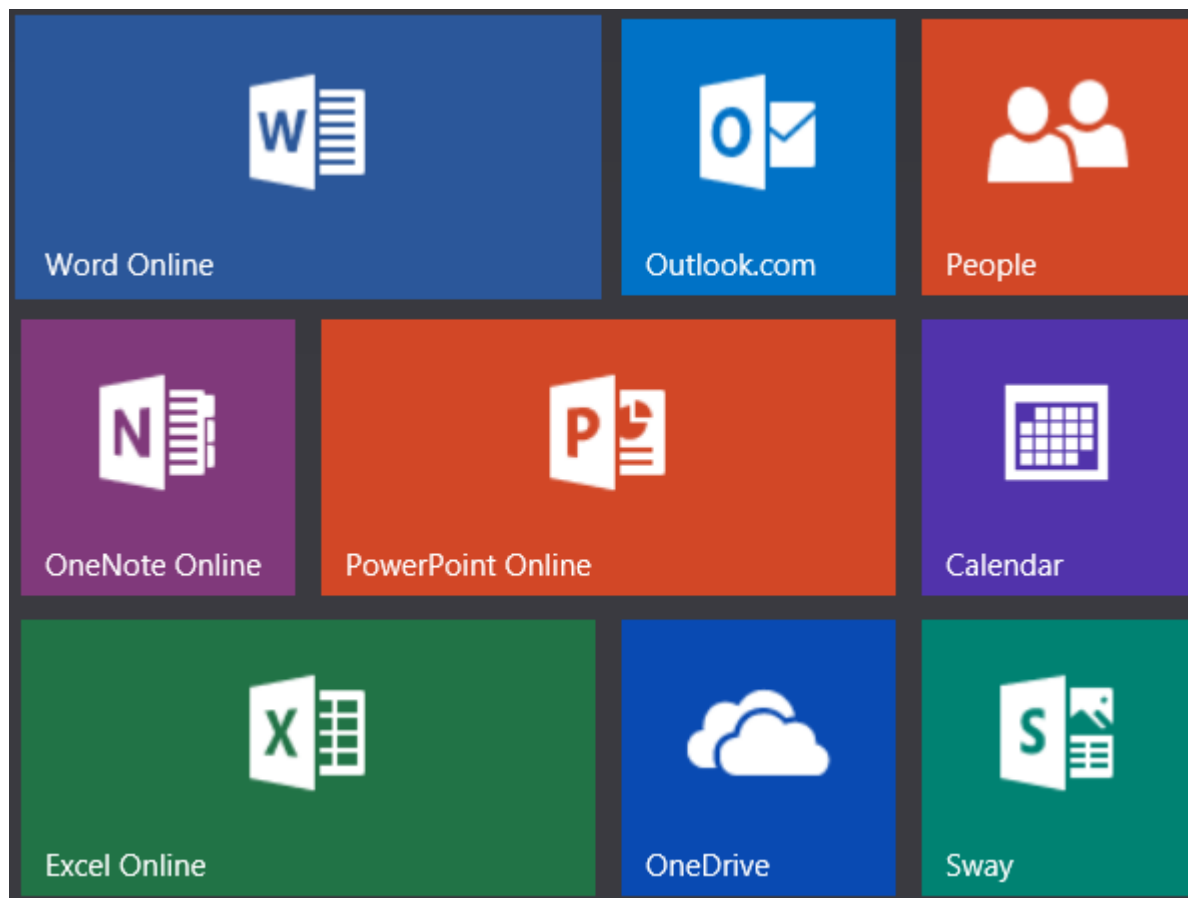 W
O
Word Online
Outlook.com
People
N
P
OneNote Online
PowerPoint Online
Calendar
X
S
Excel Online
OneDrive
Sway